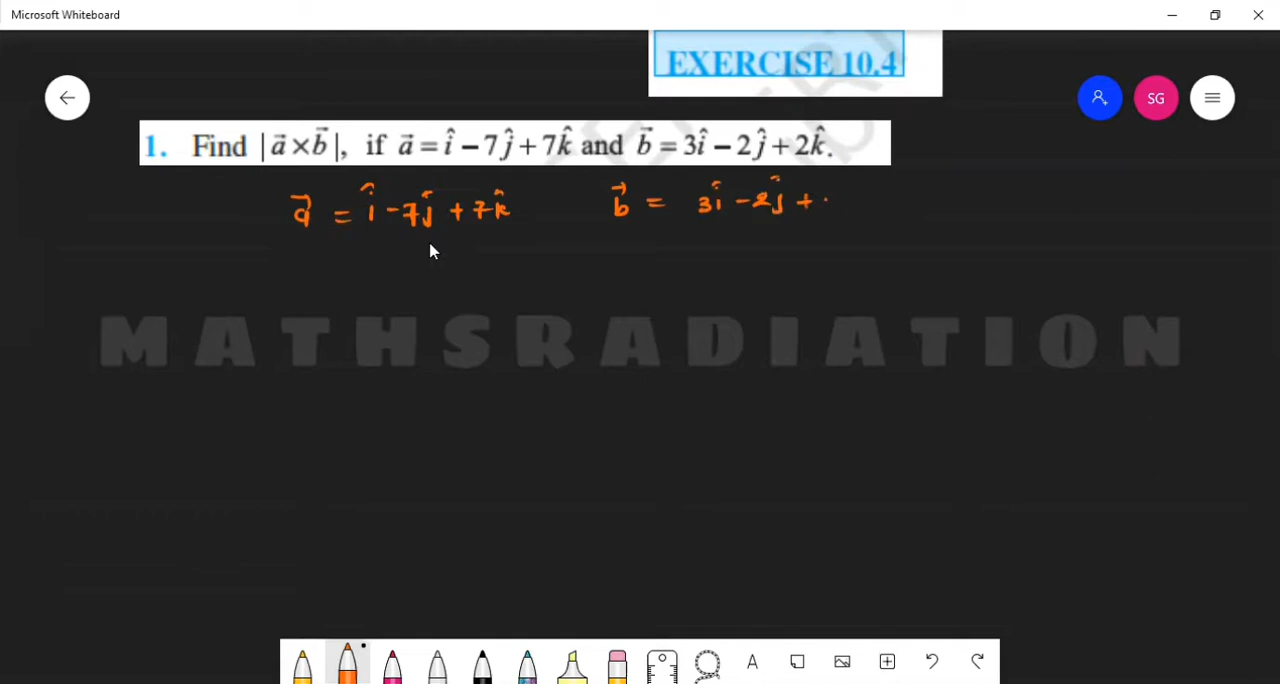 Microsoft Whiteboard
EXERCISE 10.4
SG
1. Find |a⃗ × b⃗|, if a⃗ = î − 7ĵ + 7k̂ and b⃗ = 3î − 2ĵ + 2k̂.
a⃗ = î − 7ĵ + 7k̂ b⃗ = 3î − 2ĵ +
MATHSRADIATION
A